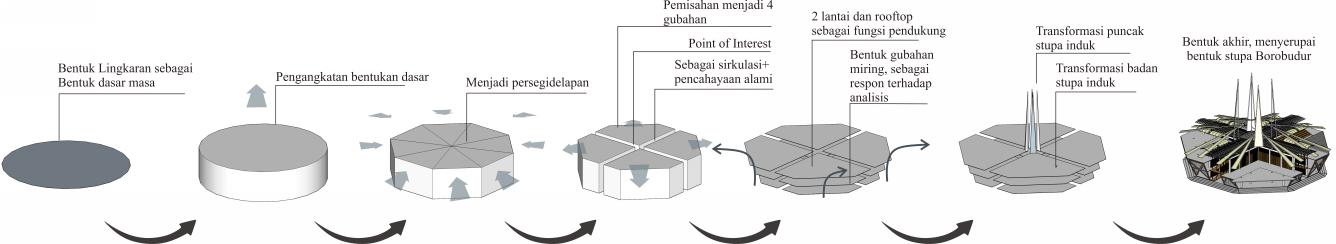 Bentuk Lingkaran sebagai
Bentuk dasar masa
Pengangkatan bentukan dasar
Menjadi persegidelapan
Pemisahan menjadi 4
gubahan
Point of Interest
Sebagai sirkulasi+
pencahayaan alami
2 lantai dan rooftop
sebagai fungsi pendukung
Bentuk gubahan
miring, sebagai
respon terhadap
analisis
Transformasi puncak
stupa induk
Transformasi badan
stupa induk
Bentuk akhir, menyerupai
bentuk stupa Borobudur